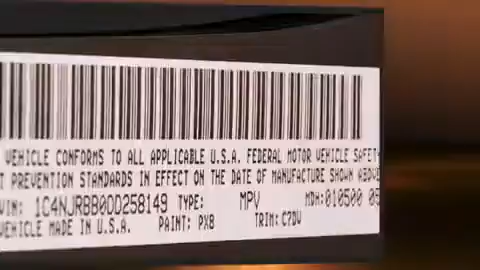 VEHICLE CONFORMS TO ALL APPLICABLE U.S.A. FEDERAL MOTOR VEHICLE SAFET
T PREVENTION STANDARDS IN EFFECT ON THE DATE OF MANUFACTURE SHOWN ABOVE
VIN: 1C4NJRBB0DD258149 TYPE: MPV MDH:010500 05
VEHICLE MADE IN U.S.A. PAINT: PXB TRIM: C7DV